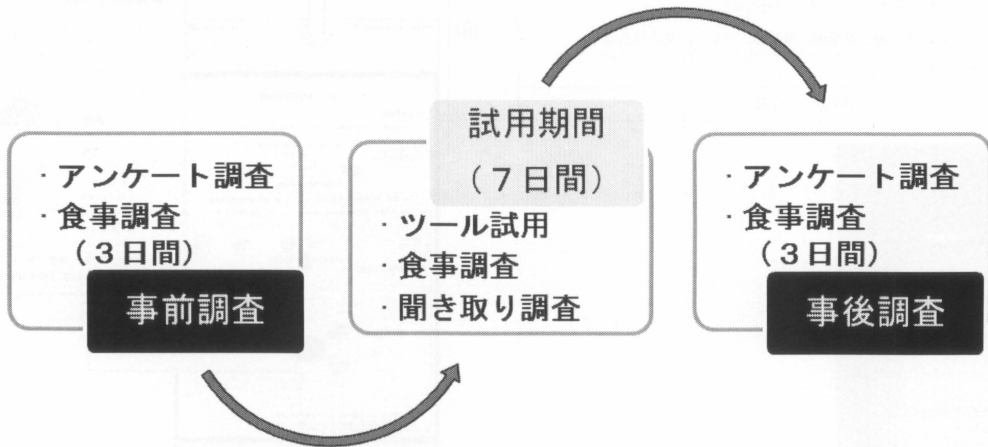 ・アンケート調査
・食事調査
（３日間）
事前調査
試用期間
（７日間）
・ツール試用
・食事調査
・聞き取り調査
・アンケート調査
・食事調査
（３日間）
事後調査